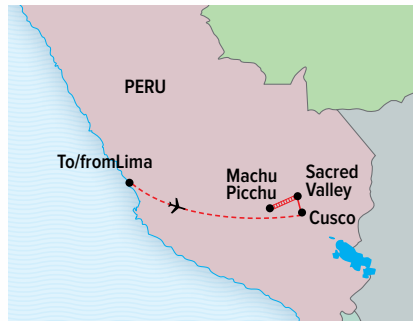 PERU
To/fromLima
Machu
Picchu
Sacred
Valley
Cusco